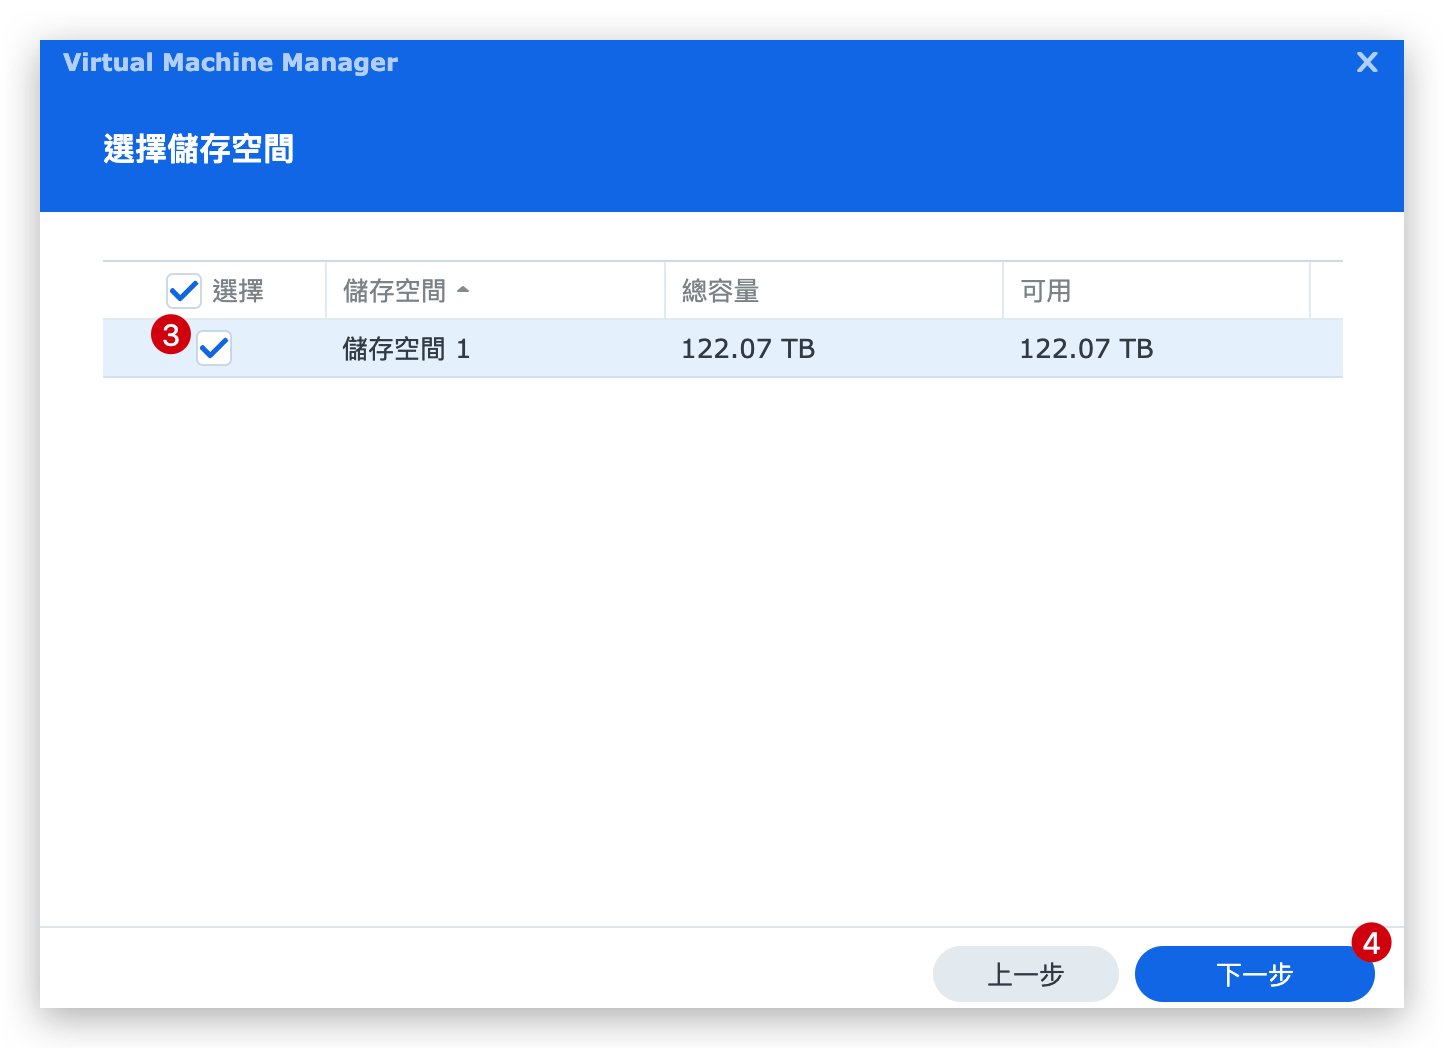 Virtual Machine Manager X
選擇儲存空間
選擇 儲存空間 總容量 可用
3 儲存空間 1 122.07 TB 122.07 TB
4
上一步 下一步